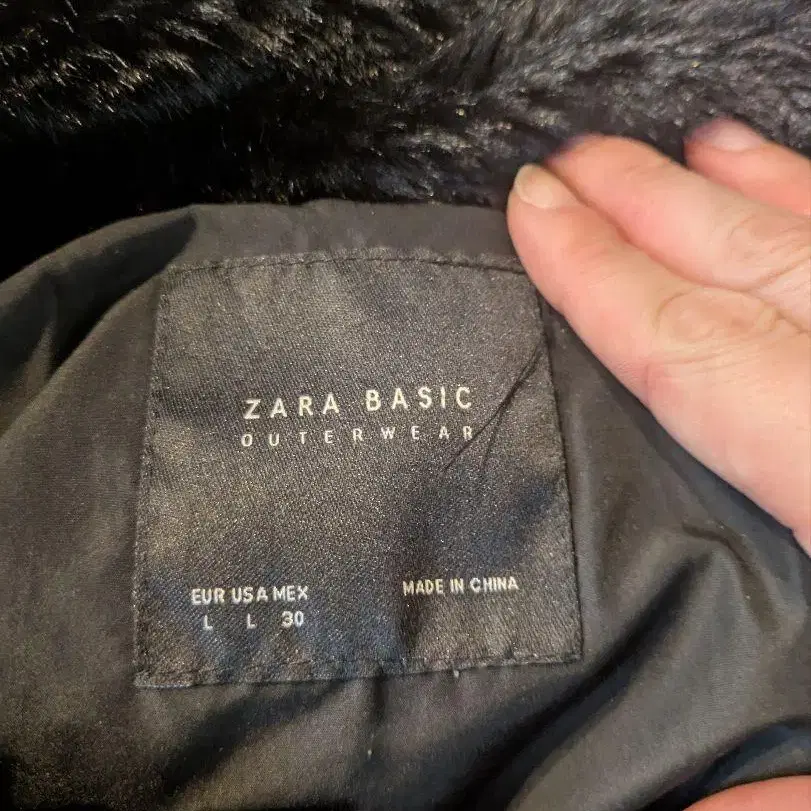 ZARA BASIC
OUTERWEAR
EUR USA MEX
L L 30
MADE IN CHINA